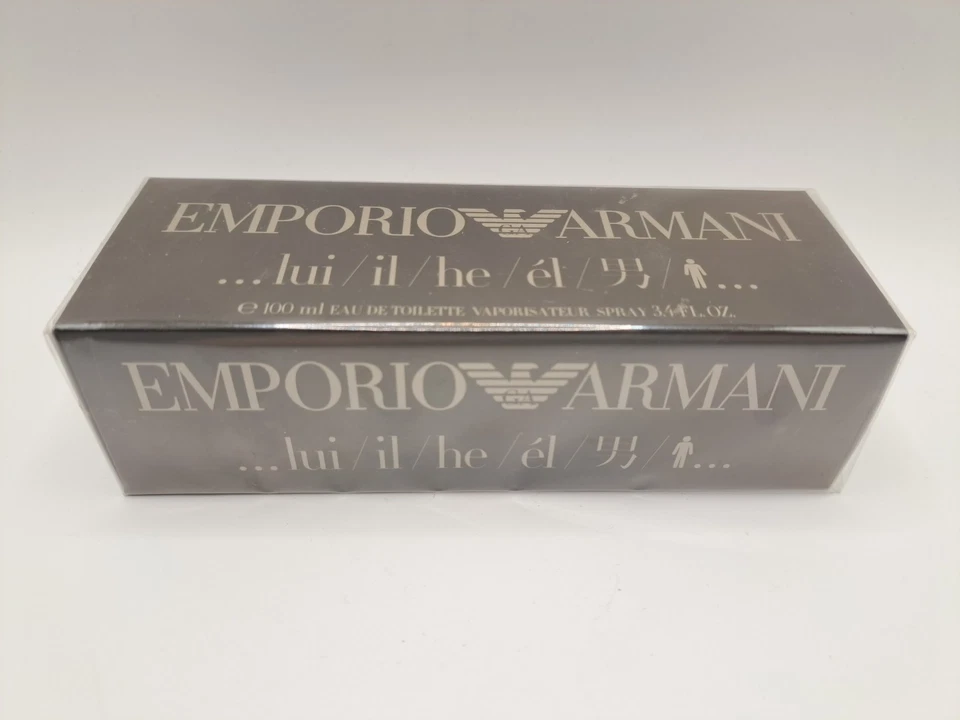 EMPORIO ARMANI
...lui/il/he/él/男/...
℮ 100 ml EAU DE TOILETTE VAPORISATEUR SPRAY 3.4 FL. OZ.
EMPORIO ARMANI
...lui/il/he/él/男/...